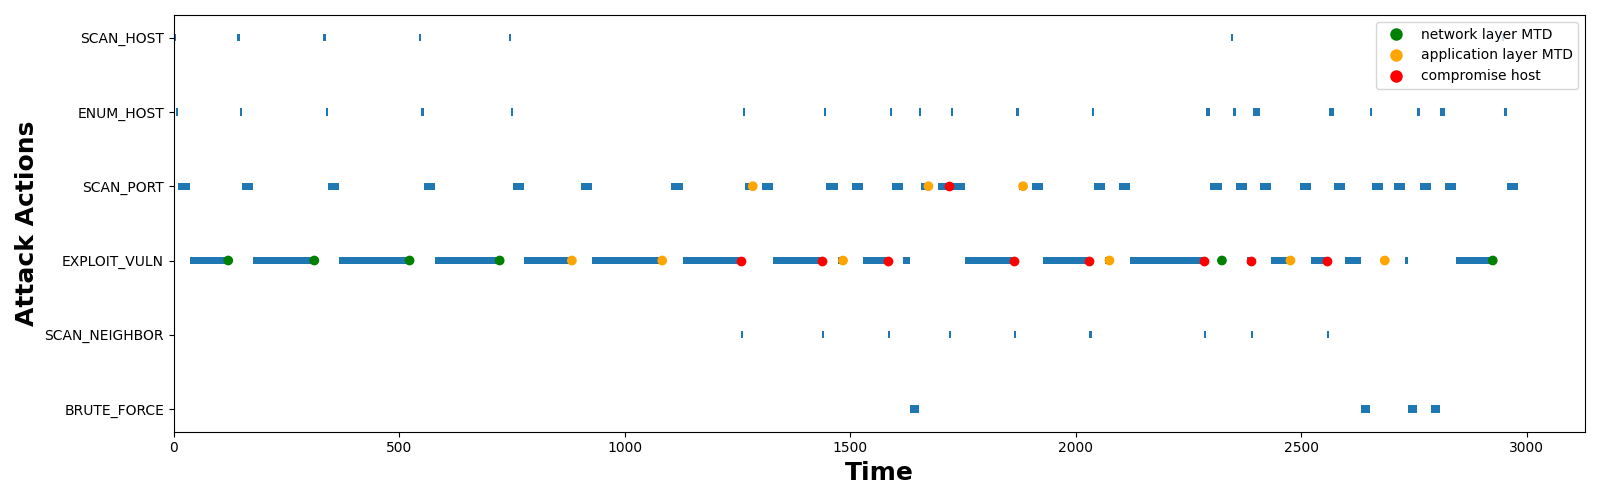 SCAN_HOST
ENUM_HOST
SCAN_PORT
EXPLOIT_VULN
SCAN_NEIGHBOR
BRUTE_FORCE
Attack Actions
network layer MTD
application layer MTD
compromise host
0
500
1000
1500
2000
2500
3000
Time